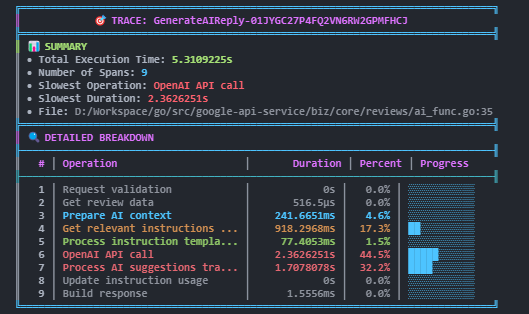 🎯 TRACE: GenerateAIReply-01JYGC27P4FQ2VN6RW2GPMFHCJ
📊 SUMMARY
• Total Execution Time: 5.3109225s
• Number of Spans: 9
• Slowest Operation: OpenAI API call
• Slowest Duration: 2.3626251s
• File: D:/Workspace/go/src/google-api-service/biz/core/reviews/ai_func.go:35
🔍 DETAILED BREAKDOWN
# | Operation | Duration | Percent | Progress
1 | Request validation | 0s | 0.0% |
2 | Get review data | 516.5µs | 0.0% |
3 | Prepare AI context | 241.6651ms | 4.6% |
4 | Get relevant instructions ... | 918.2968ms | 17.3% |
5 | Process instruction templa... | 77.4053ms | 1.5% |
6 | OpenAI API call | 2.3626251s | 44.5% |
7 | Process AI suggestions tra... | 1.7078078s | 32.2% |
8 | Update instruction usage | 0s | 0.0% |
9 | Build response | 1.5556ms | 0.0% |